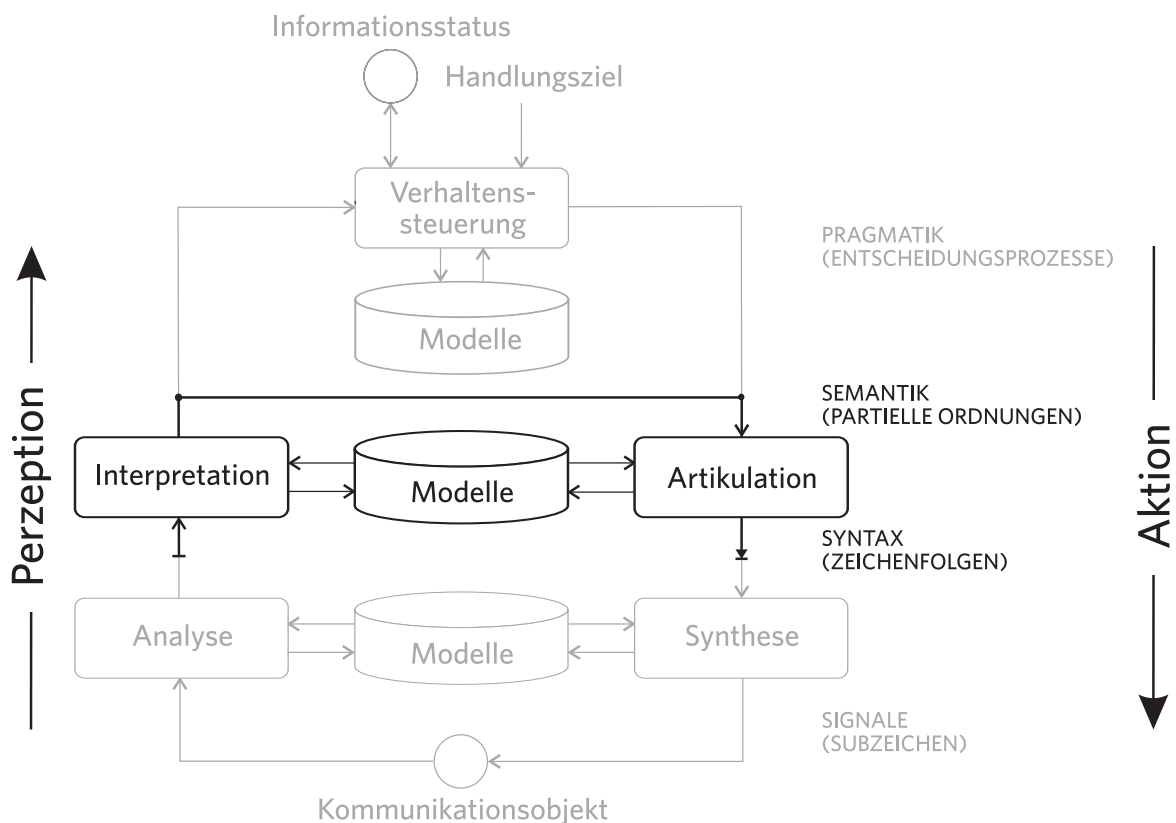 Informationsstatus
Handlungsziel
Verhaltens-
steuerung
PRAGMATIK
(ENTSCHEIDUNGSPROZESSE)
Modelle
Perzeption
SEMANTIK
(PARTIELLE ORDNUNGEN)
Interpretation
Modelle
Artikulation
Aktion
SYNTAX
(ZEICHENFOLGEN)
Analyse
Modelle
Synthese
SIGNALE
(SUBZEICHEN)
Kommunikationsobjekt